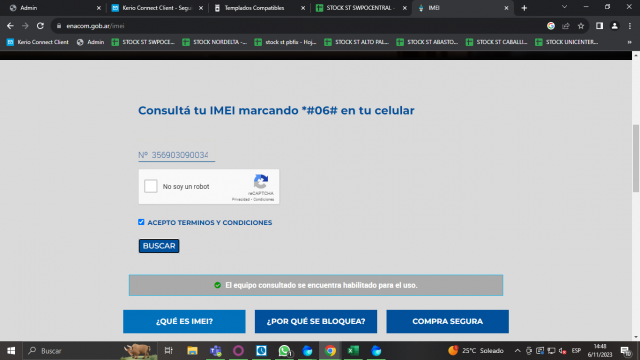 Admin
Kerio Connect Client - Segu
Templados Compatibles
STOCK ST SWPOCENTRAL -
IMEI
enacom.gob.ar/imei
Kerio Connect Client
Admin
STOCK ST SWPOCE...
STOCK NORDELTA -...
stock st pbfix - Hoj...
STOCK ST ALTO PAL...
STOCK ST ABASTO...
STOCK ST CABALLI...
STOCK UNICENTER...
Consultá tu IMEI marcando *#06# en tu celular
Nº 356903090034
No soy un robot
reCAPTCHA
Privacidad - Condiciones
ACEPTO TERMINOS Y CONDICIONES
BUSCAR
El equipo consultado se encuentra habilitado para el uso.
¿QUÉ ES IMEI?
¿POR QUÉ SE BLOQUEA?
COMPRA SEGURA
Buscar
25°C Soleado
ESP
14:48
6/11/2023